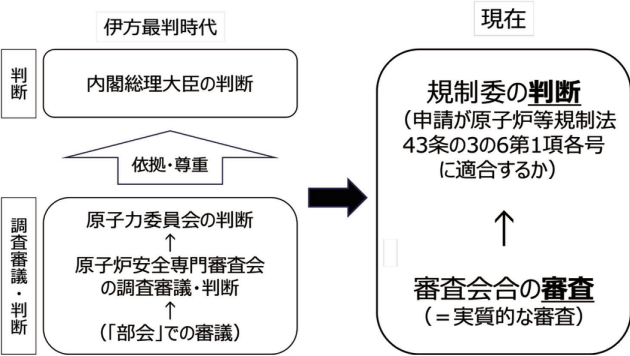 伊方最判時代
判断
内閣総理大臣の判断
依拠・尊重
調査審議・判断
原子力委員会の判断
↑
原子炉安全専門審査会
の調査審議・判断
↑
(「部会」での審議)
現在
規制委の判断
(申請が原子炉等規制法
43条の3の6第1項各号
に適合するか)
↑
審査会合の審査
(=実質的な審査)